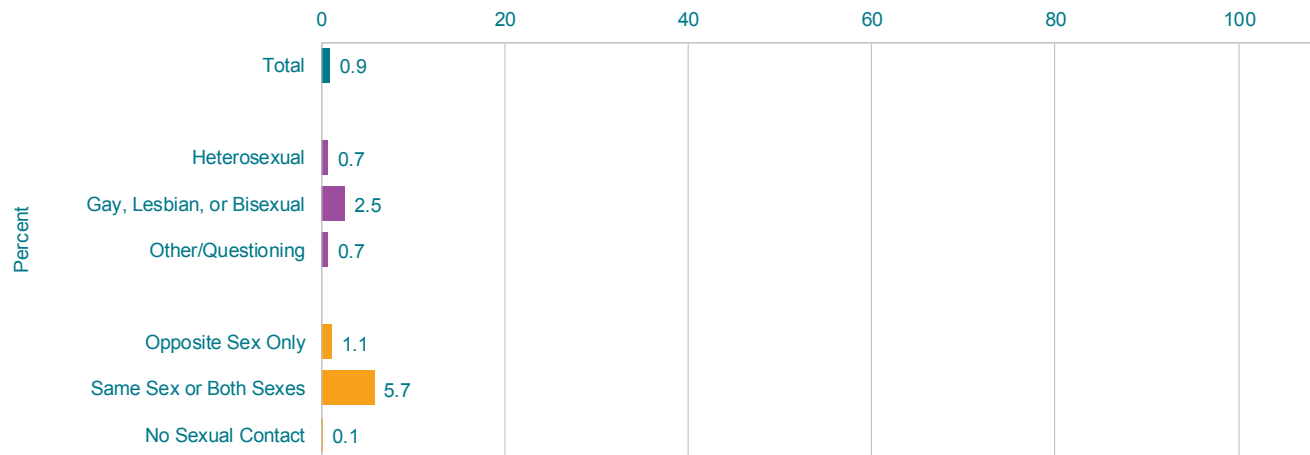 0 20 40 60 80 100
Total 0.9
Heterosexual 0.7
Gay, Lesbian, or Bisexual 2.5
Other/Questioning 0.7
Opposite Sex Only 1.1
Same Sex or Both Sexes 5.7
No Sexual Contact 0.1
Percent